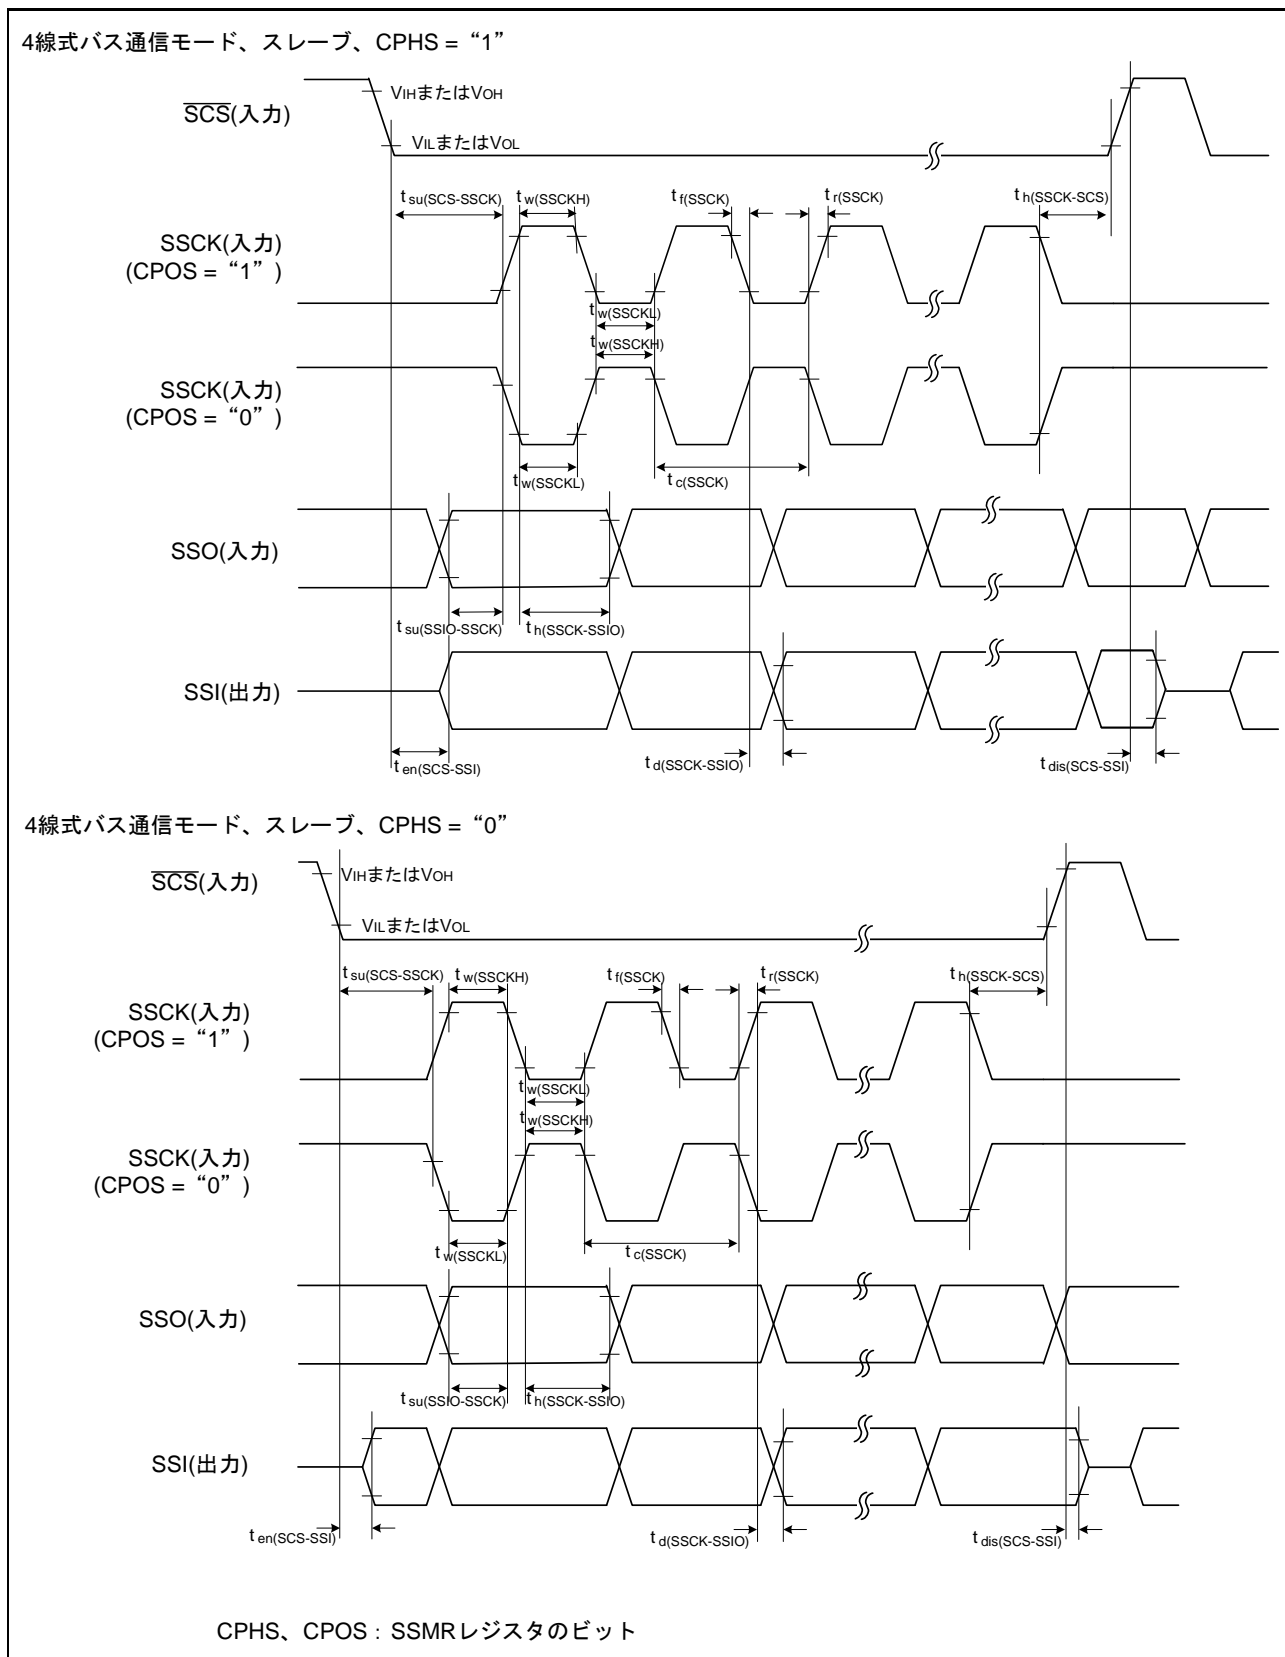 4線式バス通信モード、スレーブ、CPHS = “1”
SCS(入力)
VIHまたはVOH
VILまたはVOL
tsu(SCS-SSCK)
tw(SSCKH)
tf(SSCK)
tr(SSCK)
th(SSCK-SCS)
SSCK(入力)
(CPOS = “1” )
tw(SSCKL)
tw(SSCKH)
SSCK(入力)
(CPOS = “0” )
tw(SSCKL)
tc(SSCK)
SSO(入力)
tsu(SSIO-SSCK)
th(SSCK-SSIO)
SSI(出力)
ten(SCS-SSI)
td(SSCK-SSIO)
tdis(SCS-SSI)
4線式バス通信モード、スレーブ、CPHS = “0”
SCS(入力)
VIHまたはVOH
VILまたはVOL
tsu(SCS-SSCK)
tw(SSCKH)
tf(SSCK)
tr(SSCK)
th(SSCK-SCS)
SSCK(入力)
(CPOS = “1” )
tw(SSCKL)
tw(SSCKH)
SSCK(入力)
(CPOS = “0” )
tw(SSCKL)
tc(SSCK)
SSO(入力)
tsu(SSIO-SSCK)
th(SSCK-SSIO)
SSI(出力)
ten(SCS-SSI)
td(SSCK-SSIO)
tdis(SCS-SSI)
CPHS、CPOS : SSMRレジスタのビット